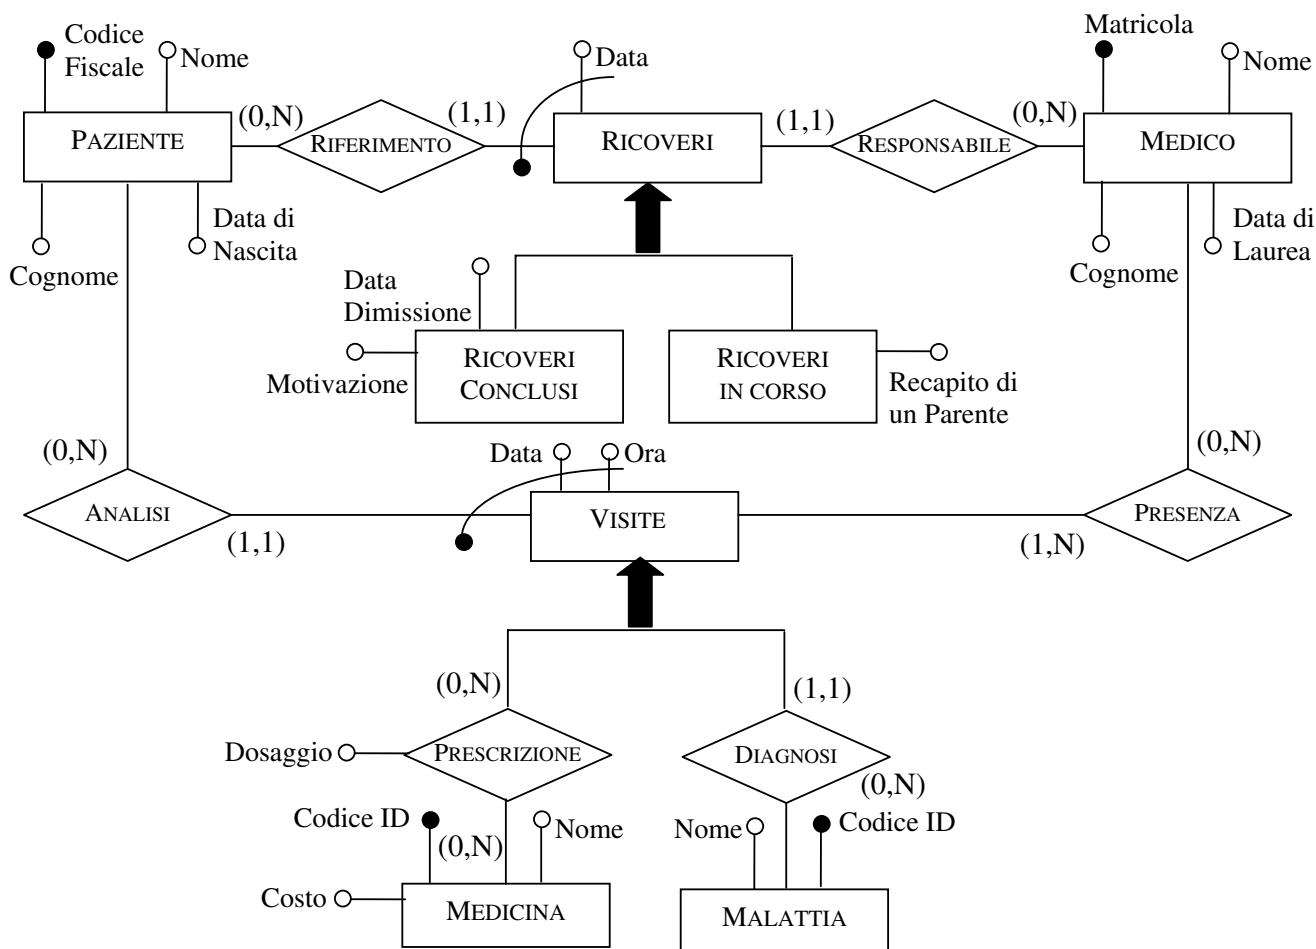 Codice
Fiscale
Nome
Data
Matricola
Nome
(0,N)
(1,1)
(1,1)
(0,N)
PAZIENTE
RIFERIMENTO
RICOVERI
RESPONSABILE
MEDICO
Data di
Nascita
Cognome
Data di
Laurea
Cognome
Data
Dimissione
Motivazione
RICOVERI
CONCLUSI
RICOVERI
IN CORSO
Recapito di
un Parente
(0,N)
Data
Ora
(0,N)
ANALISI
(1,1)
VISITE
(1,N)
PRESENZA
(0,N)
(1,1)
Dosaggio
PRESCRIZIONE
DIAGNOSI
(0,N)
Codice ID
(0,N)
Nome
Nome
Codice ID
Costo
MEDICINA
MALATTIA